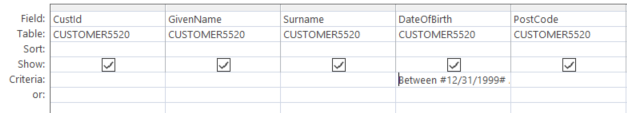 Field: CustId GivenName Surname DateOfBirth PostCode
Table: CUSTOMER5520 CUSTOMER5520 CUSTOMER5520 CUSTOMER5520 CUSTOMER5520
Sort:
Show:
Criteria: Between #12/31/1999#
or: